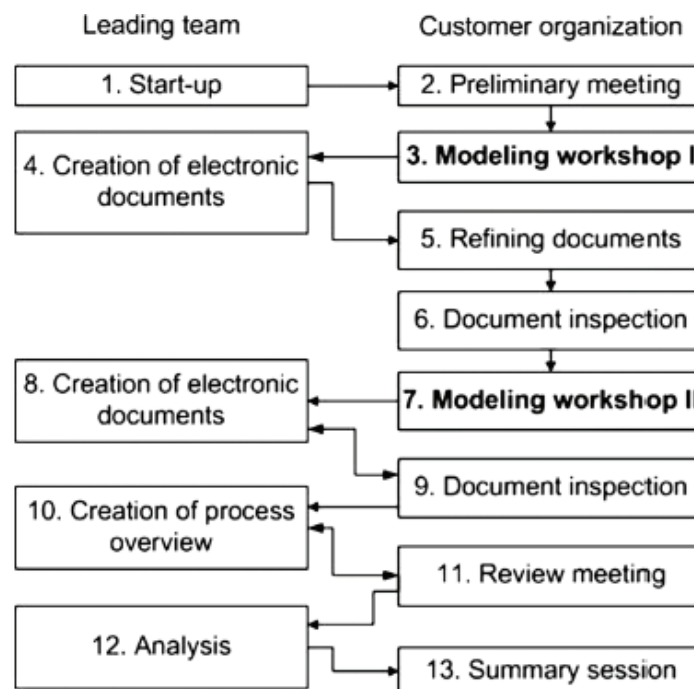 Leading team
Customer organization
1. Start-up
2. Preliminary meeting
3. Modeling workshop I
4. Creation of electronic
documents
5. Refining documents
6. Document inspection
7. Modeling workshop II
8. Creation of electronic
documents
9. Document inspection
10. Creation of process
overview
11. Review meeting
12. Analysis
13. Summary session